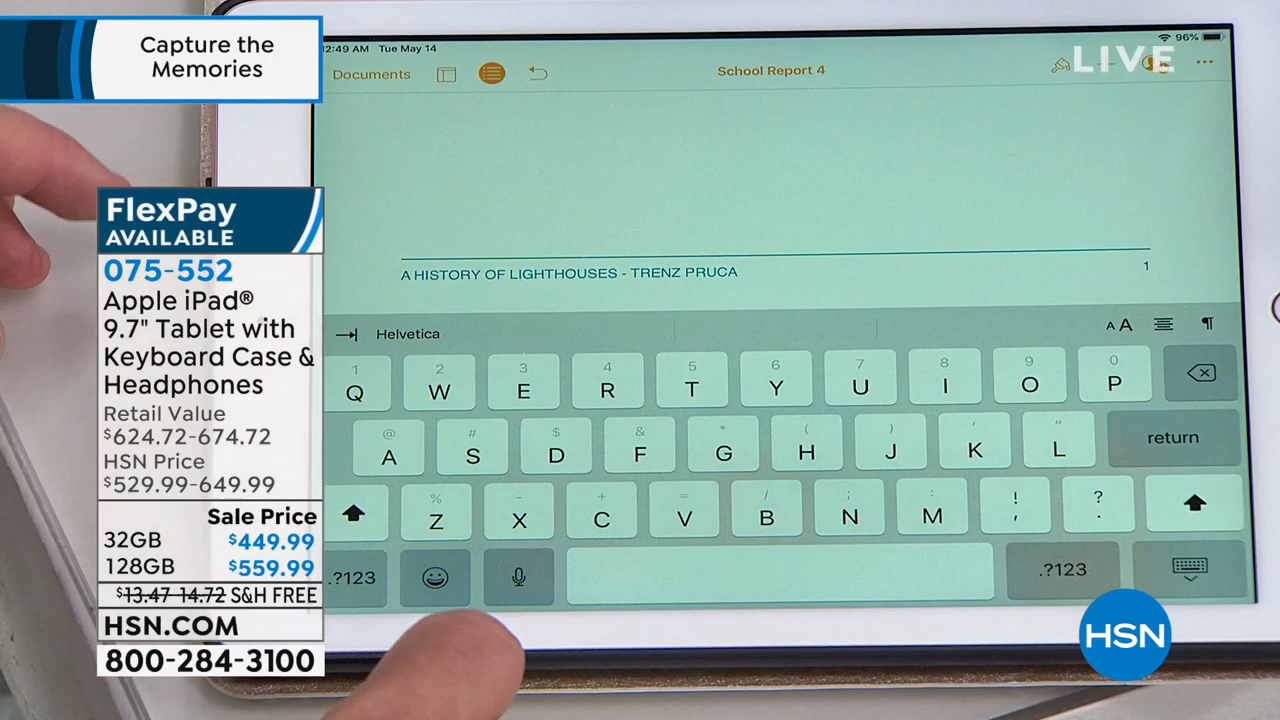 Capture the
Memories
2:49 AM Tue May 14
96%
LIVE
Documents
School Report 4
FlexPay
AVAILABLE
075-552
Apple iPad®
9.7" Tablet with
Keyboard Case &
Headphones
Retail Value
$624.72-674.72
HSN Price
$529.99-649.99
Sale Price
32GB $449.99
128GB $559.99
$13.47-14.72 S&H FREE
HSN.COM
800-284-3100
A HISTORY OF LIGHTHOUSES - TRENZ PRUCA 1
Helvetica
A A ¶
1 2 3 4 5 6 7 8 9 0
Q W E R T Y U I O P
@ # $ & * ( ) ' "
A S D F G H J K L return
% - + = / ; : ! ?
Z X C V B N M , .
.?123 .?123
HSN